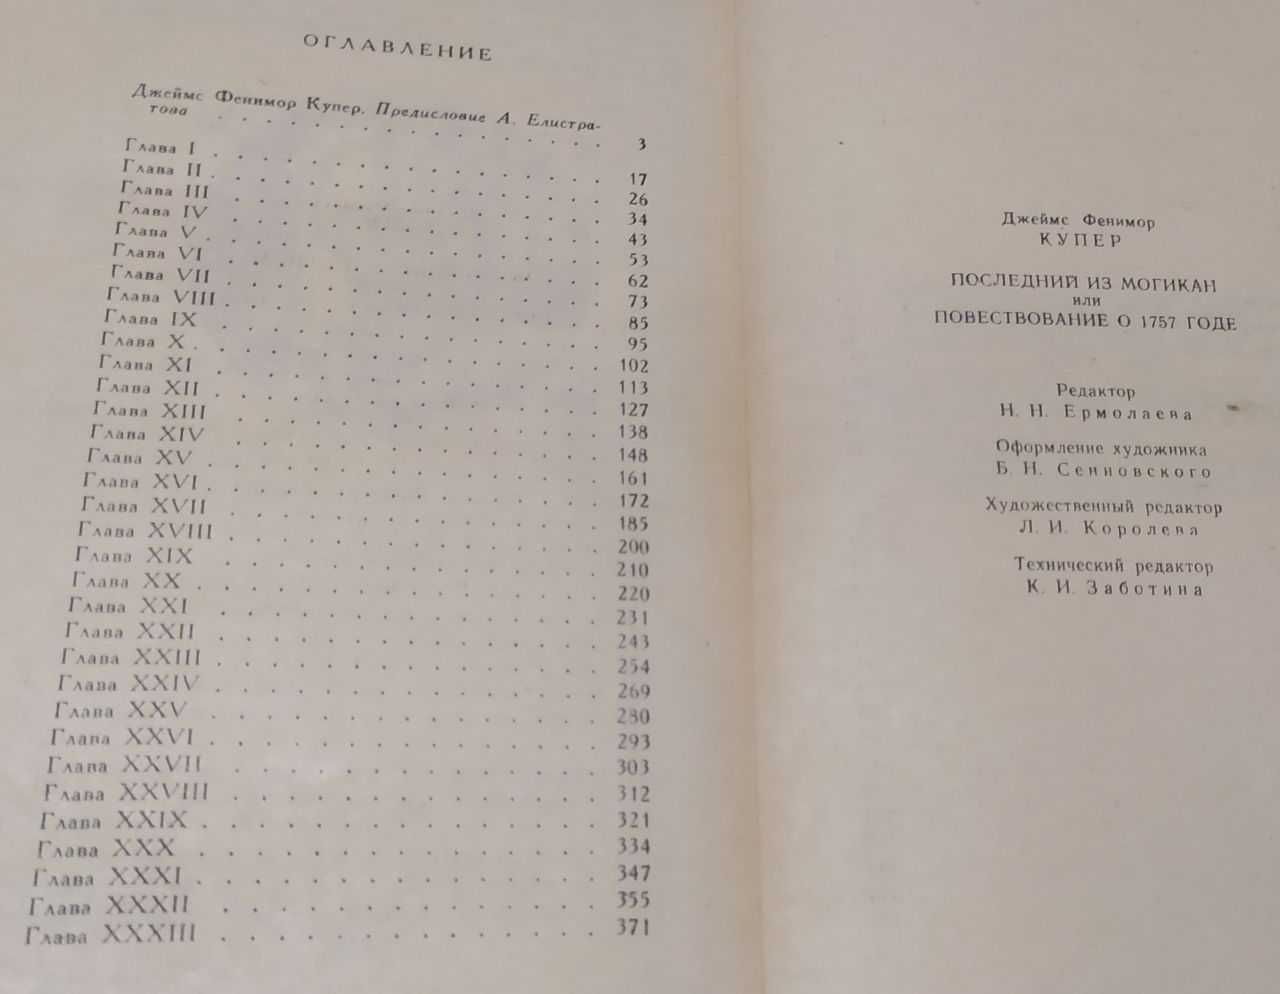 ОГЛАВЛЕНИЕ
Джеймс Фенимор Купер. Предисловие А. Елистра-
това . . . . . . . . . . . . . . . . 3
Глава I . . . . . . . . . . . . . . . . 17
Глава II . . . . . . . . . . . . . . . . 26
Глава III . . . . . . . . . . . . . . . 34
Глава IV . . . . . . . . . . . . . . . 43
Глава V . . . . . . . . . . . . . . . . 53
Глава VI . . . . . . . . . . . . . . . 62
Глава VII . . . . . . . . . . . . . . . 73
Глава VIII . . . . . . . . . . . . . . . 85
Глава IX . . . . . . . . . . . . . . . 95
Глава X . . . . . . . . . . . . . . . . 102
Глава XI . . . . . . . . . . . . . . . 113
Глава XII . . . . . . . . . . . . . . . 127
Глава XIII . . . . . . . . . . . . . . 138
Глава XIV . . . . . . . . . . . . . . 148
Глава XV . . . . . . . . . . . . . . . 161
Глава XVI . . . . . . . . . . . . . . . 172
Глава XVII . . . . . . . . . . . . . . 185
Глава XVIII . . . . . . . . . . . . . . 200
Глава XIX . . . . . . . . . . . . . . 210
Глава XX . . . . . . . . . . . . . . . 220
Глава XXI . . . . . . . . . . . . . . 231
Глава XXII . . . . . . . . . . . . . . 243
Глава XXIII . . . . . . . . . . . . . . 254
Глава XXIV . . . . . . . . . . . . . . 269
Глава XXV . . . . . . . . . . . . . . 280
Глава XXVI . . . . . . . . . . . . . . 293
Глава XXVII . . . . . . . . . . . . . . 303
Глава XXVIII . . . . . . . . . . . . . . 312
Глава XXIX . . . . . . . . . . . . . . . 321
Глава XXX . . . . . . . . . . . . . . . 334
Глава XXXI . . . . . . . . . . . . . . . 347
Глава XXXII . . . . . . . . . . . . . . 355
Глава XXXIII . . . . . . . . . . . . . . 371
Джеймс Фенимор
КУПЕР
ПОСЛЕДНИЙ ИЗ МОГИКАН
или
ПОВЕСТВОВАНИЕ О 1757 ГОДЕ
Редактор
Н. Н. Ермолаева
Оформление художника
Б. Н. Сенновского
Художественный редактор
Л. И. Королева
Технический редактор
К. И. Заботина